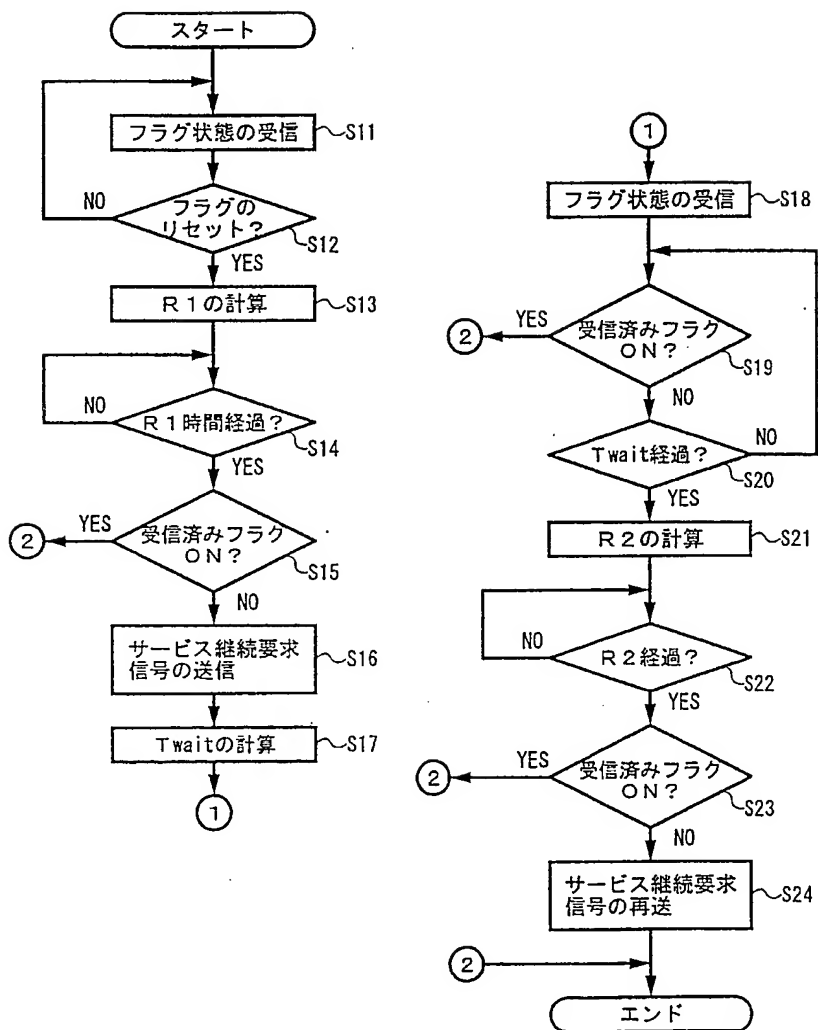 スタート
フラグ状態の受信
S11
NO
フラグの
リセット?
S12
YES
R1の計算
S13
NO
R1時間経過?
S14
YES
②
YES
受信済みフラグ
ON?
S15
NO
サービス継続要求
信号の送信
S16
Twaitの計算
S17
①
①
フラグ状態の受信
S18
②
YES
受信済みフラグ
ON?
S19
NO
Twait経過?
NO
S20
YES
R2の計算
S21
NO
R2経過?
S22
YES
②
YES
受信済みフラグ
ON?
S23
NO
サービス継続要求
信号の再送
S24
②
エンド